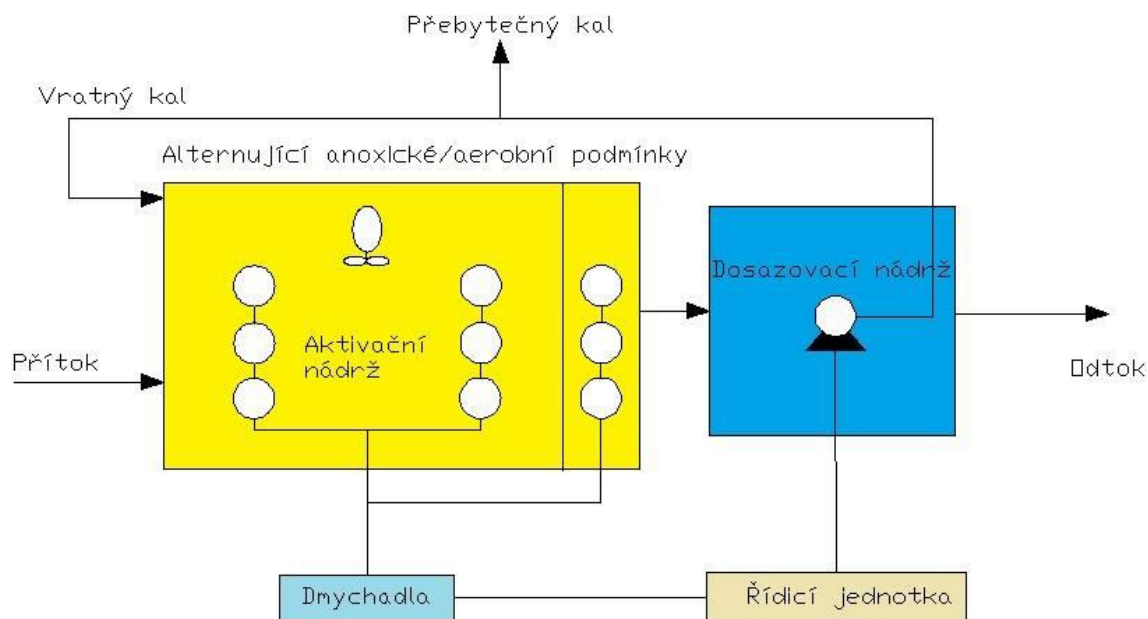 Přebytečný kal
Vratný kal
Alternující anoxické/aerobní podmínky
Dosazovací nádrž
Aktivační
nádrž
Přítok
Odtok
Dmychadla
Řídicí jednotka